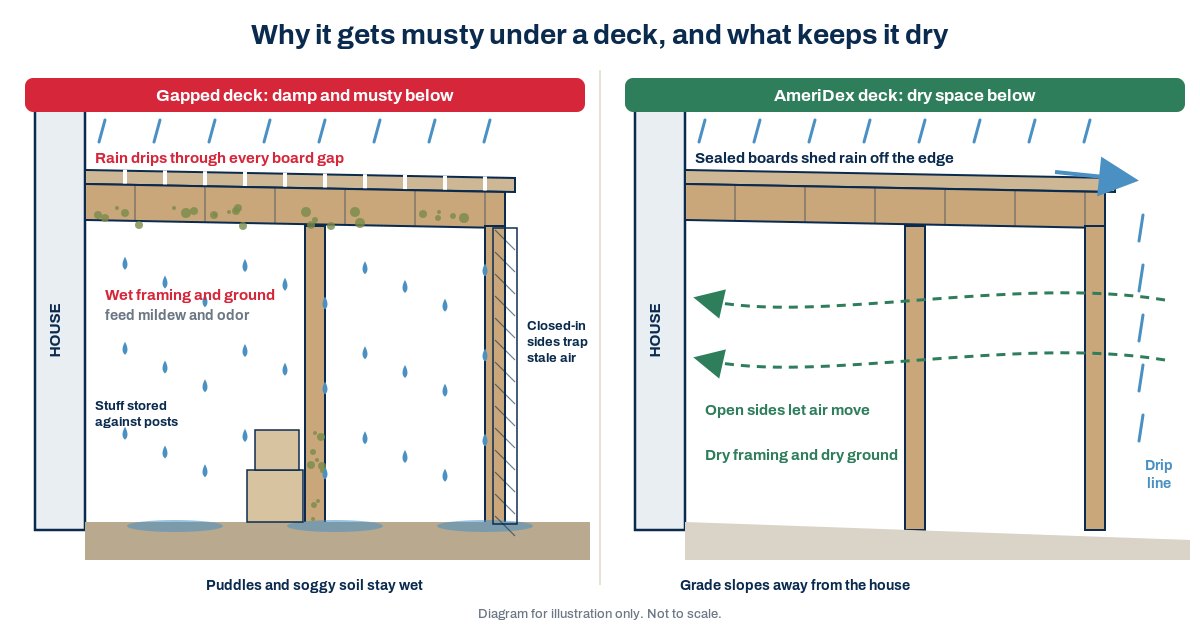 Why it gets musty under a deck, and what keeps it dry
Gapped deck: damp and musty below
Rain drips through every board gap
HOUSE
Wet framing and ground
feed mildew and odor
Closed-in
sides trap
stale air
Stuff stored
against posts
Puddles and soggy soil stay wet
AmeriDex deck: dry space below
Sealed boards shed rain off the edge
HOUSE
Open sides let air move
Dry framing and dry ground
Drip
line
Grade slopes away from the house
Diagram for illustration only. Not to scale.